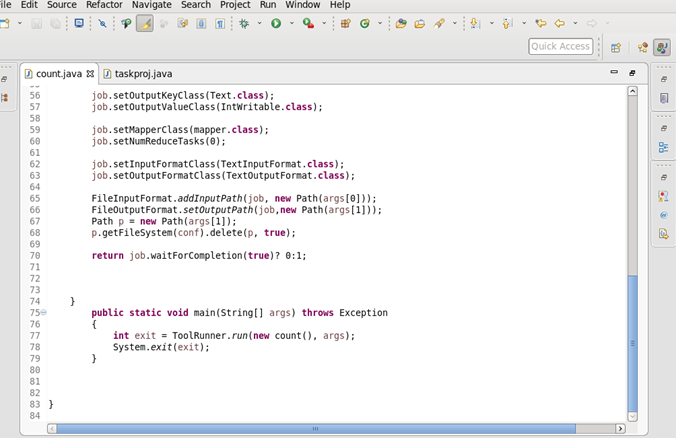 File Edit Source Refactor Navigate Search Project Run Window Help
Quick Access
count.java taskproj.java
56 job.setOutputKeyClass(Text.class);
57 job.setOutputValueClass(IntWritable.class);
58
59 job.setMapperClass(mapper.class);
60 job.setNumReduceTasks(0);
61
62 job.setInputFormatClass(TextInputFormat.class);
63 job.setOutputFormatClass(TextOutputFormat.class);
64
65 FileInputFormat.addInputPath(job, new Path(args[0]));
66 FileOutputFormat.setOutputPath(job,new Path(args[1]));
67 Path p = new Path(args[1]);
68 p.getFileSystem(conf).delete(p, true);
69
70 return job.waitForCompletion(true)? 0:1;
71
72
73
74 }
75 public static void main(String[] args) throws Exception
76 {
77 int exit = ToolRunner.run(new count(), args);
78 System.exit(exit);
79 }
80
81
82
83 }
84